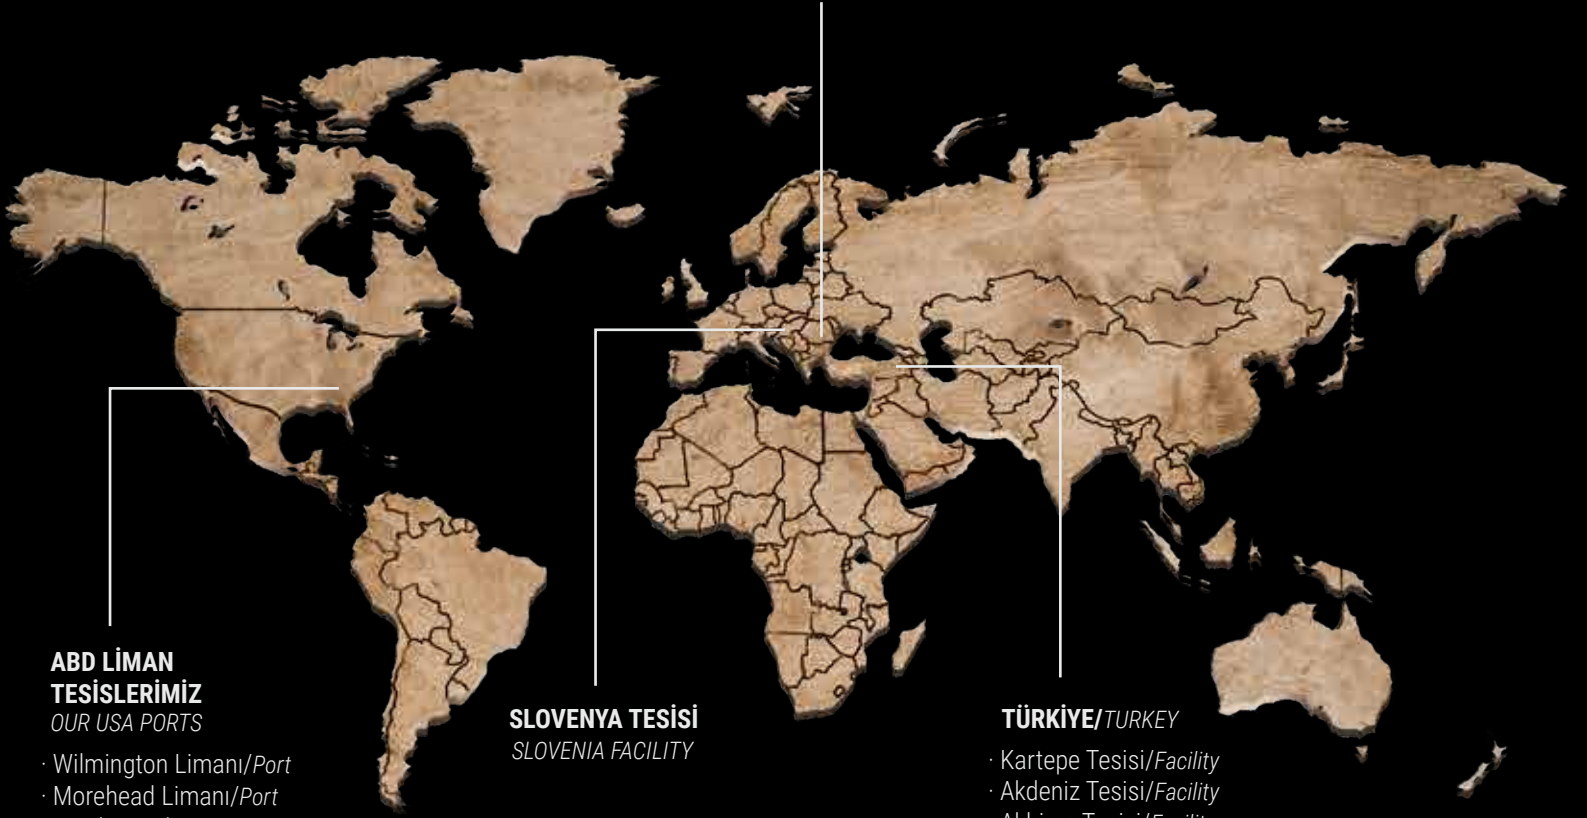 ABD LİMAN
TESİSLERİMİZ
OUR USA PORTS
· Wilmington Limanı/Port
· Morehead Limanı/Port
SLOVENYA TESİSİ
SLOVENIA FACILITY
TÜRKİYE/TURKEY
· Kartepe Tesisi/Facility
· Akdeniz Tesisi/Facility